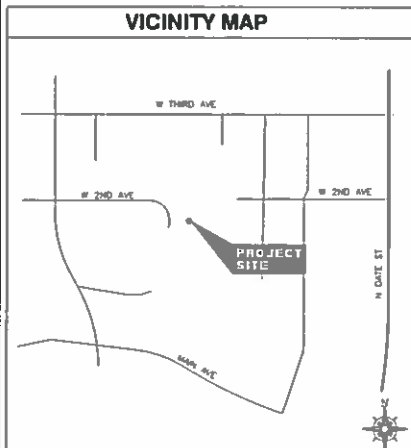 VICINITY MAP
W THIRD AVE
W 2ND AVE
W 2ND AVE
PROJECT
SITE
N DATE ST
MAIN AVE
N